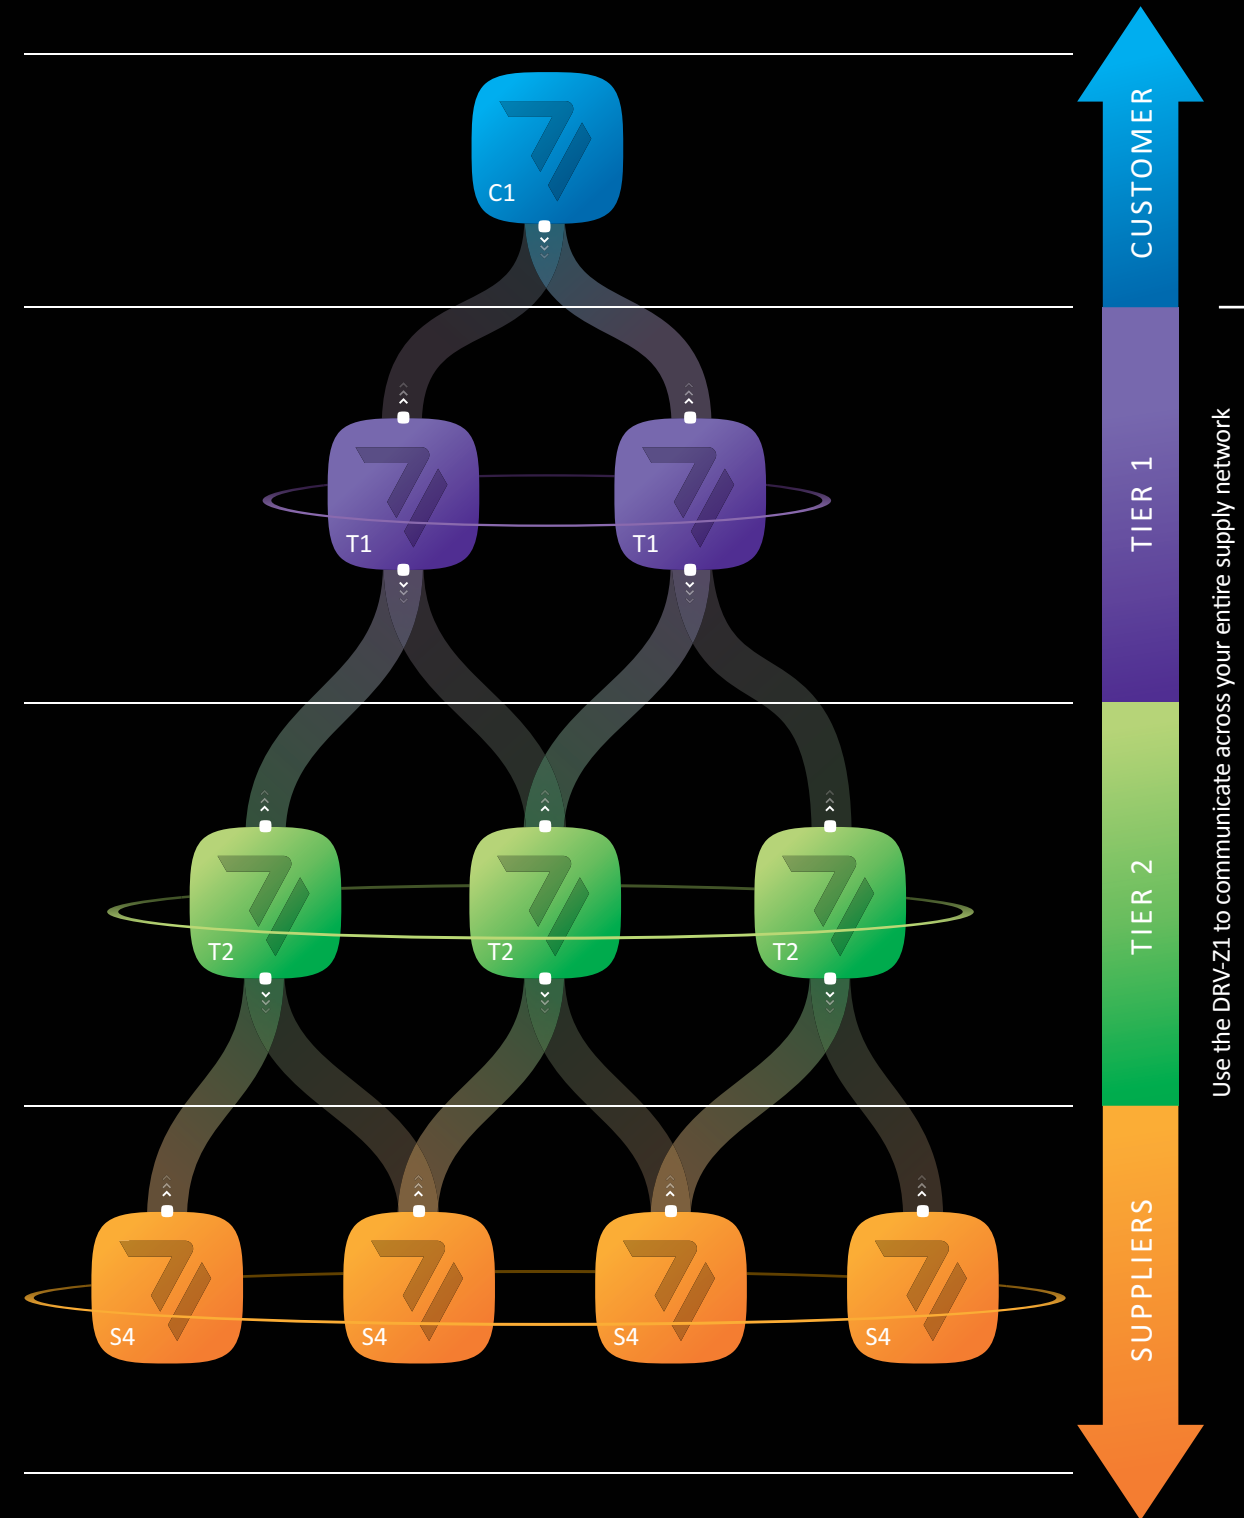 C1
CUSTOMER
T1
T1
TIER 1
T2
T2
T2
TIER 2
S4
S4
S4
S4
SUPPLIERS
Use the DRV-Z1 to communicate across your entire supply network